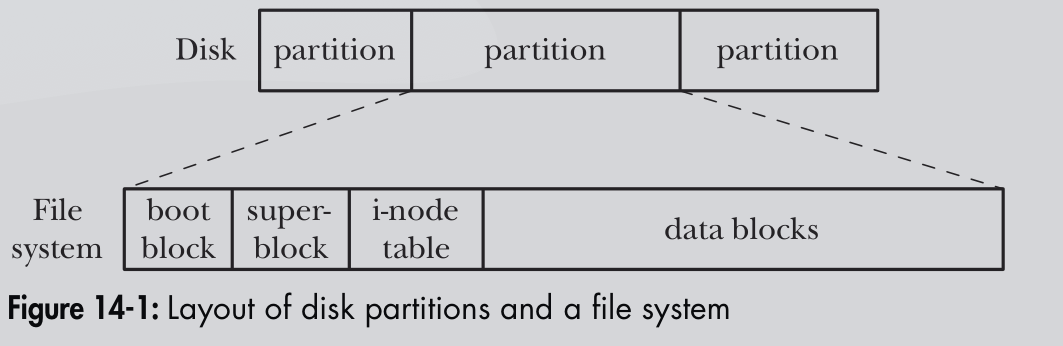 Disk partition partition partition
File system
boot block
super- block
i-node table
data blocks
Figure 14-1: Layout of disk partitions and a file system